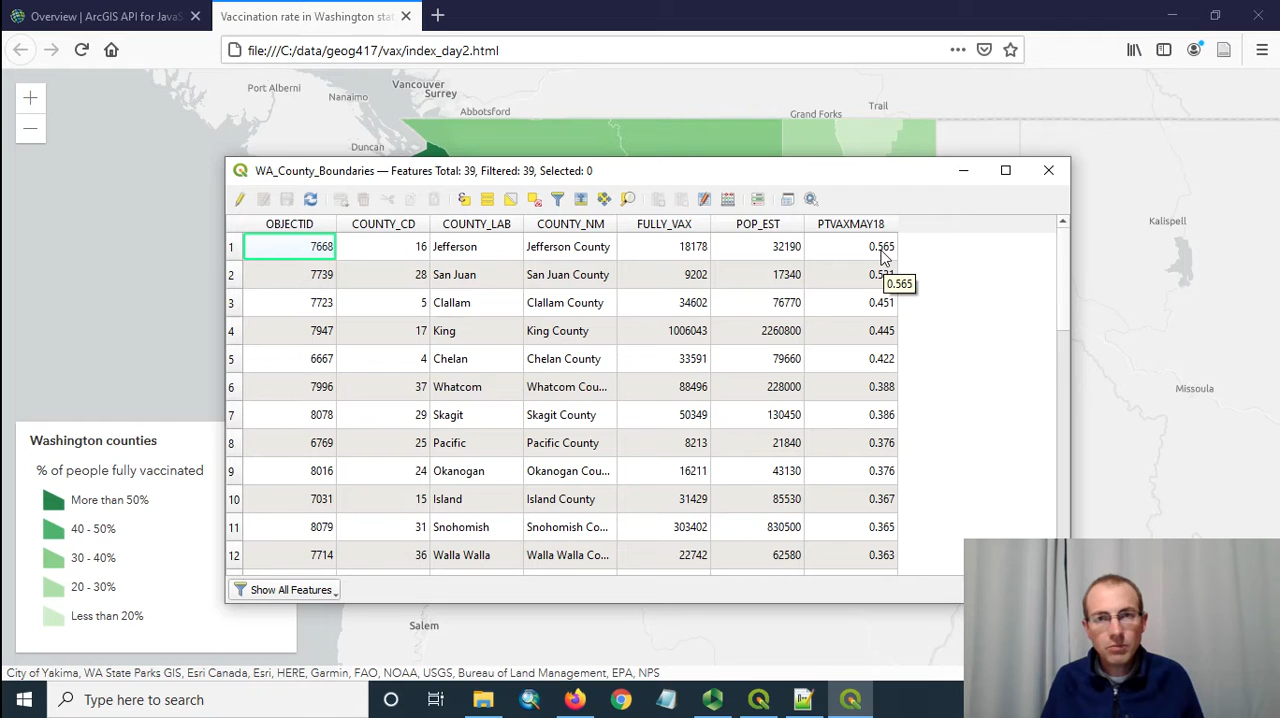 Overview | ArcGIS API for JavaS
Vaccination rate in Washington sta
file:///C:/data/geog417/vax/index_day2.html
Port Alberni
Nanaimo
Vancouver
Surrey
Abbotsford
Duncan
Grand Forks
Trail
Kalispell
Missoula
Salem
WA_County_Boundaries — Features Total: 39, Filtered: 39, Selected: 0
OBJECTID COUNTY_CD COUNTY_LAB COUNTY_NM FULLY_VAX POP_EST PTVAXMAY18
1 7668 16 Jefferson Jefferson County 18178 32190 0.565
2 7739 28 San Juan San Juan County 9202 17340
0.565
3 7723 5 Clallam Clallam County 34602 76770 0.451
4 7947 17 King King County 1006043 2260800 0.445
5 6667 4 Chelan Chelan County 33591 79660 0.422
6 7996 37 Whatcom Whatcom Cou... 88496 228000 0.388
7 8078 29 Skagit Skagit County 50349 130450 0.386
8 6769 25 Pacific Pacific County 8213 21840 0.376
9 8016 24 Okanogan Okanogan Cou... 16211 43130 0.376
10 7031 15 Island Island County 31429 85530 0.367
11 8079 31 Snohomish Snohomish Co... 303402 830500 0.365
12 7714 36 Walla Walla Walla Walla Co... 22742 62580 0.363
Show All Features
Washington counties
% of people fully vaccinated
More than 50%
40 - 50%
30 - 40%
20 - 30%
Less than 20%
City of Yakima, WA State Parks GIS, Esri Canada, Esri, HERE, Garmin, FAO, NOAA, USGS, Bureau of Land Management, EPA, NPS
Type here to search